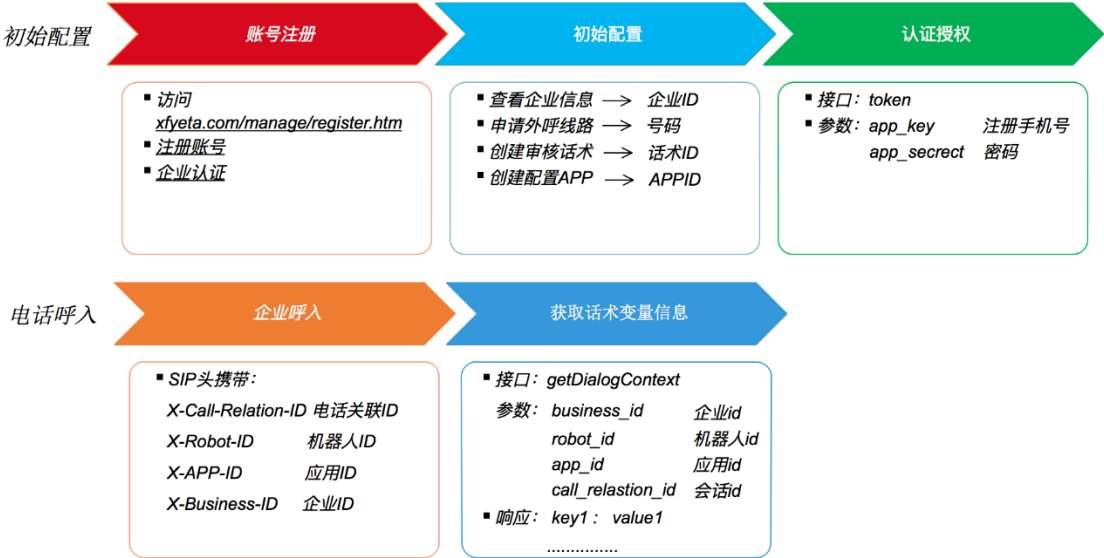 初始配置
账号注册
初始配置
认证授权
▪ 访问
xfyeta.com/manage/register.htm
▪ 注册账号
▪ 企业认证
▪ 查看企业信息 → 企业ID
▪ 申请外呼线路 → 号码
▪ 创建审核话术 → 话术ID
▪ 创建配置APP → APPID
▪ 接口：token
▪ 参数：app_key 注册手机号
app_secrect 密码
电话呼入
企业呼入
获取话术变量信息
▪ SIP头携带：
X-Call-Relation-ID 电话关联ID
X-Robot-ID 机器人ID
X-APP-ID 应用ID
X-Business-ID 企业ID
▪ 接口：getDialogContext
参数：business_id 企业id
robot_id 机器人id
app_id 应用id
call_relastion_id 会话id
▪ 响应：key1： value1
...............